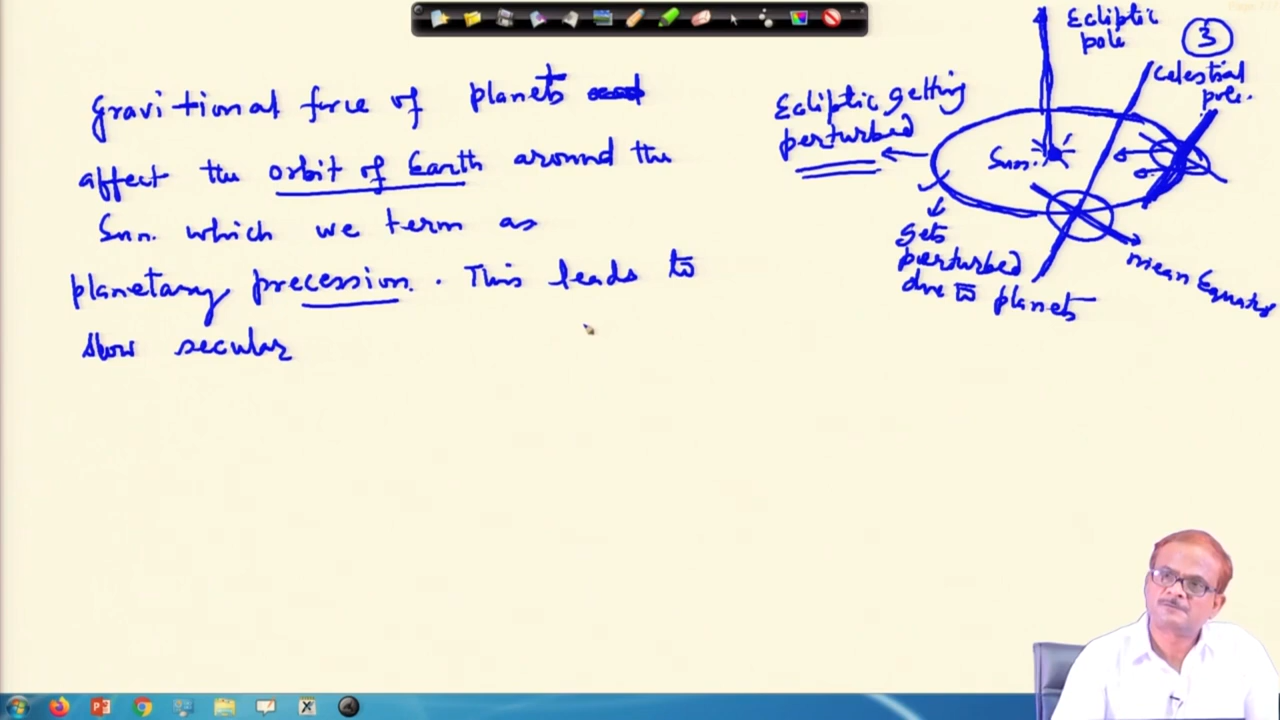 Gravitional force of planets
affect the orbit of Earth around the
Sun. which we term as
planetary precession. This leads to
slow secular
Ecliptic
pole
3
Celestial
pole.
Ecliptic getting
perturbed
Sun.
Gets
perturbed
due to planets
Mean Equator